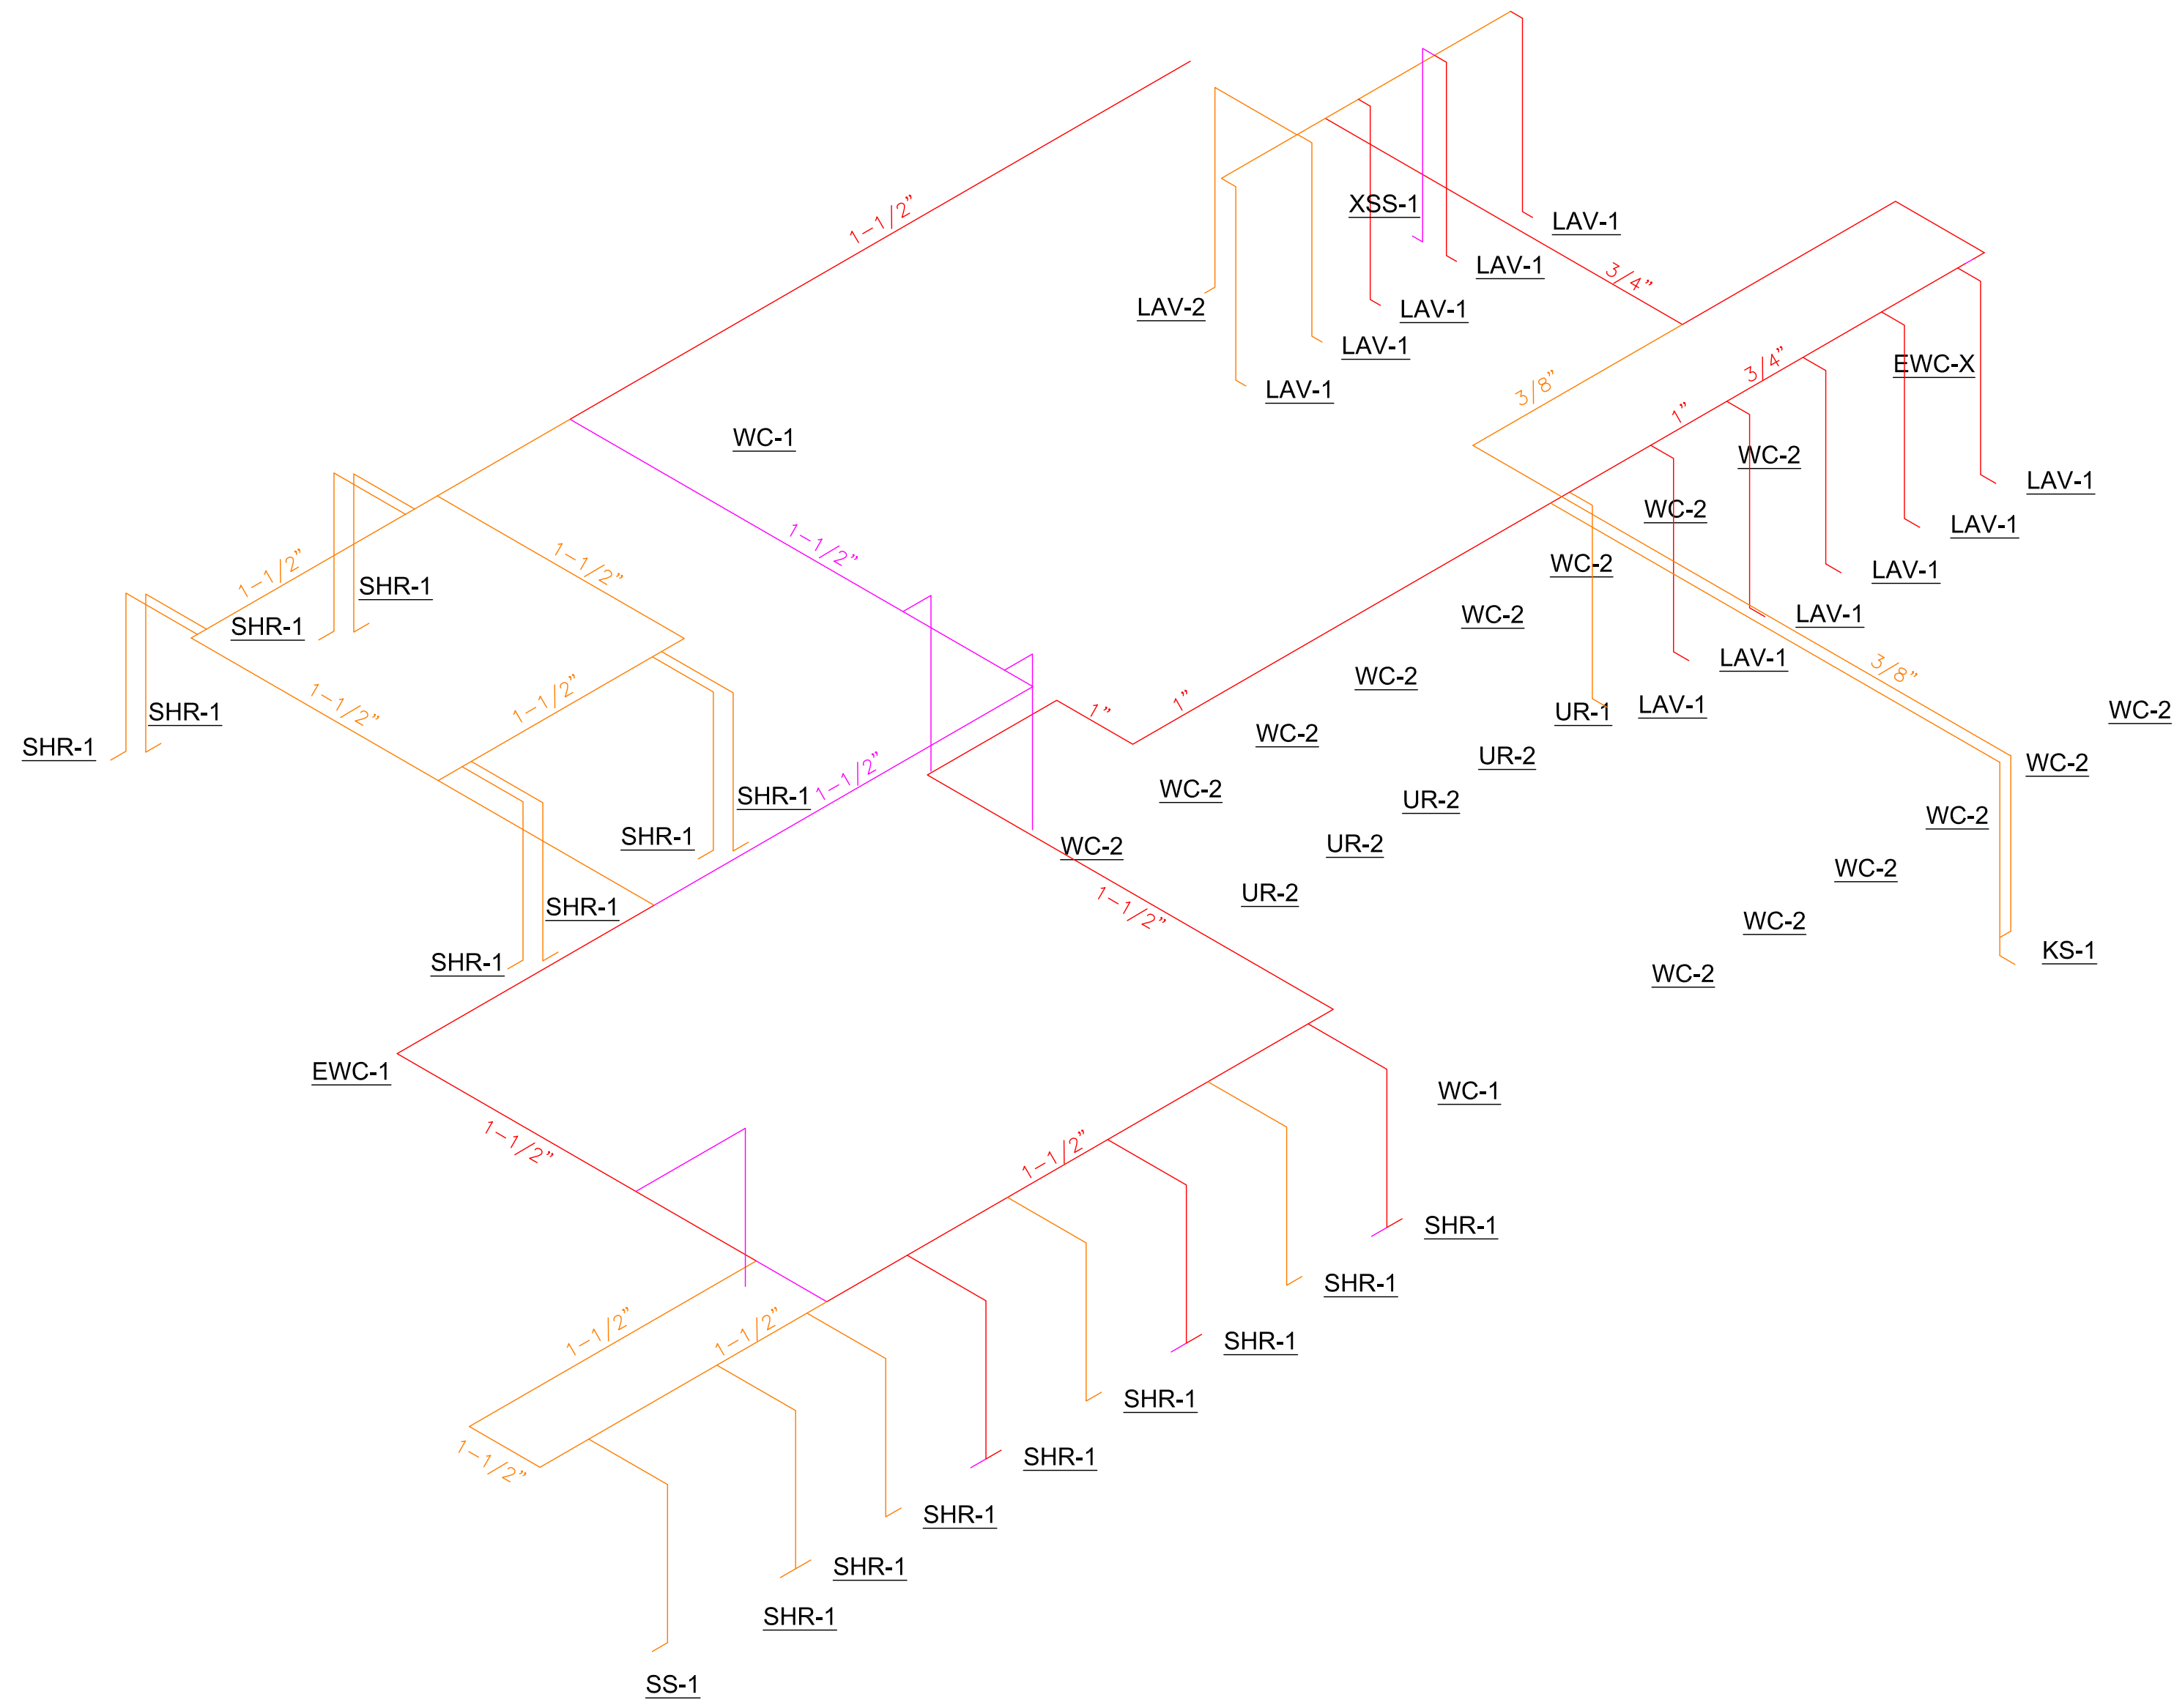 1-1/2"
XSS-1
LAV-1
LAV-1
3/4"
LAV-2
LAV-1
LAV-1
LAV-1
3/4"
EWC-X
3/8"
1"
WC-1
WC-2
LAV-1
WC-2
LAV-1
1-1/2"
1-1/2"
1-1/2"
WC-2
LAV-1
SHR-1
SHR-1
WC-2
LAV-1
LAV-1
3/8"
WC-2
1-1/2"
1-1/2"
1"
1"
LAV-1
UR-1
WC-2
SHR-1
SHR-1
WC-2
UR-2
WC-2
1-1/2"
SHR-1
WC-2
UR-2
WC-2
SHR-1
WC-2
UR-2
WC-2
1-1/2"
UR-2
SHR-1
WC-2
SHR-1
KS-1
WC-2
EWC-1
WC-1
1-1/2"
1-1/2"
SHR-1
SHR-1
1-1/2"
1-1/2"
SHR-1
SHR-1
SHR-1
1-1/2"
SHR-1
SHR-1
SHR-1
SS-1